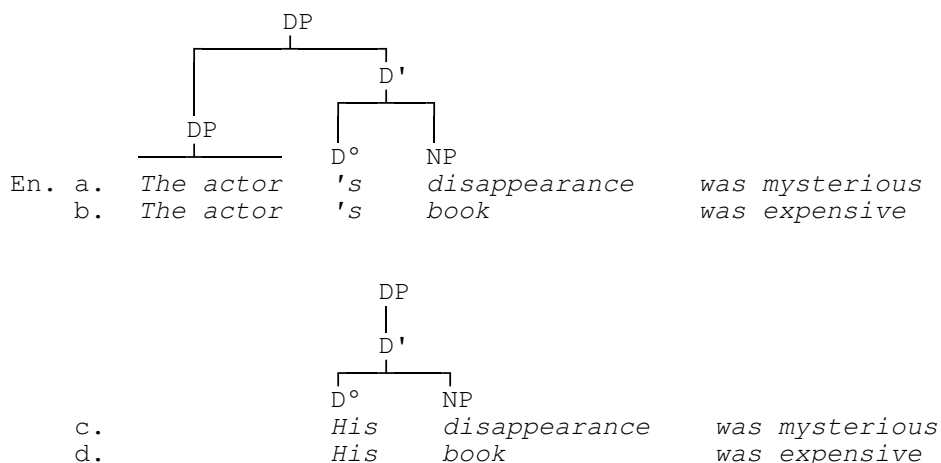 DP
D'
DP
D° NP
En. a. The actor 's disappearance was mysterious
b. The actor 's book was expensive
DP
D'
D° NP
c. His disappearance was mysterious
d. His book was expensive